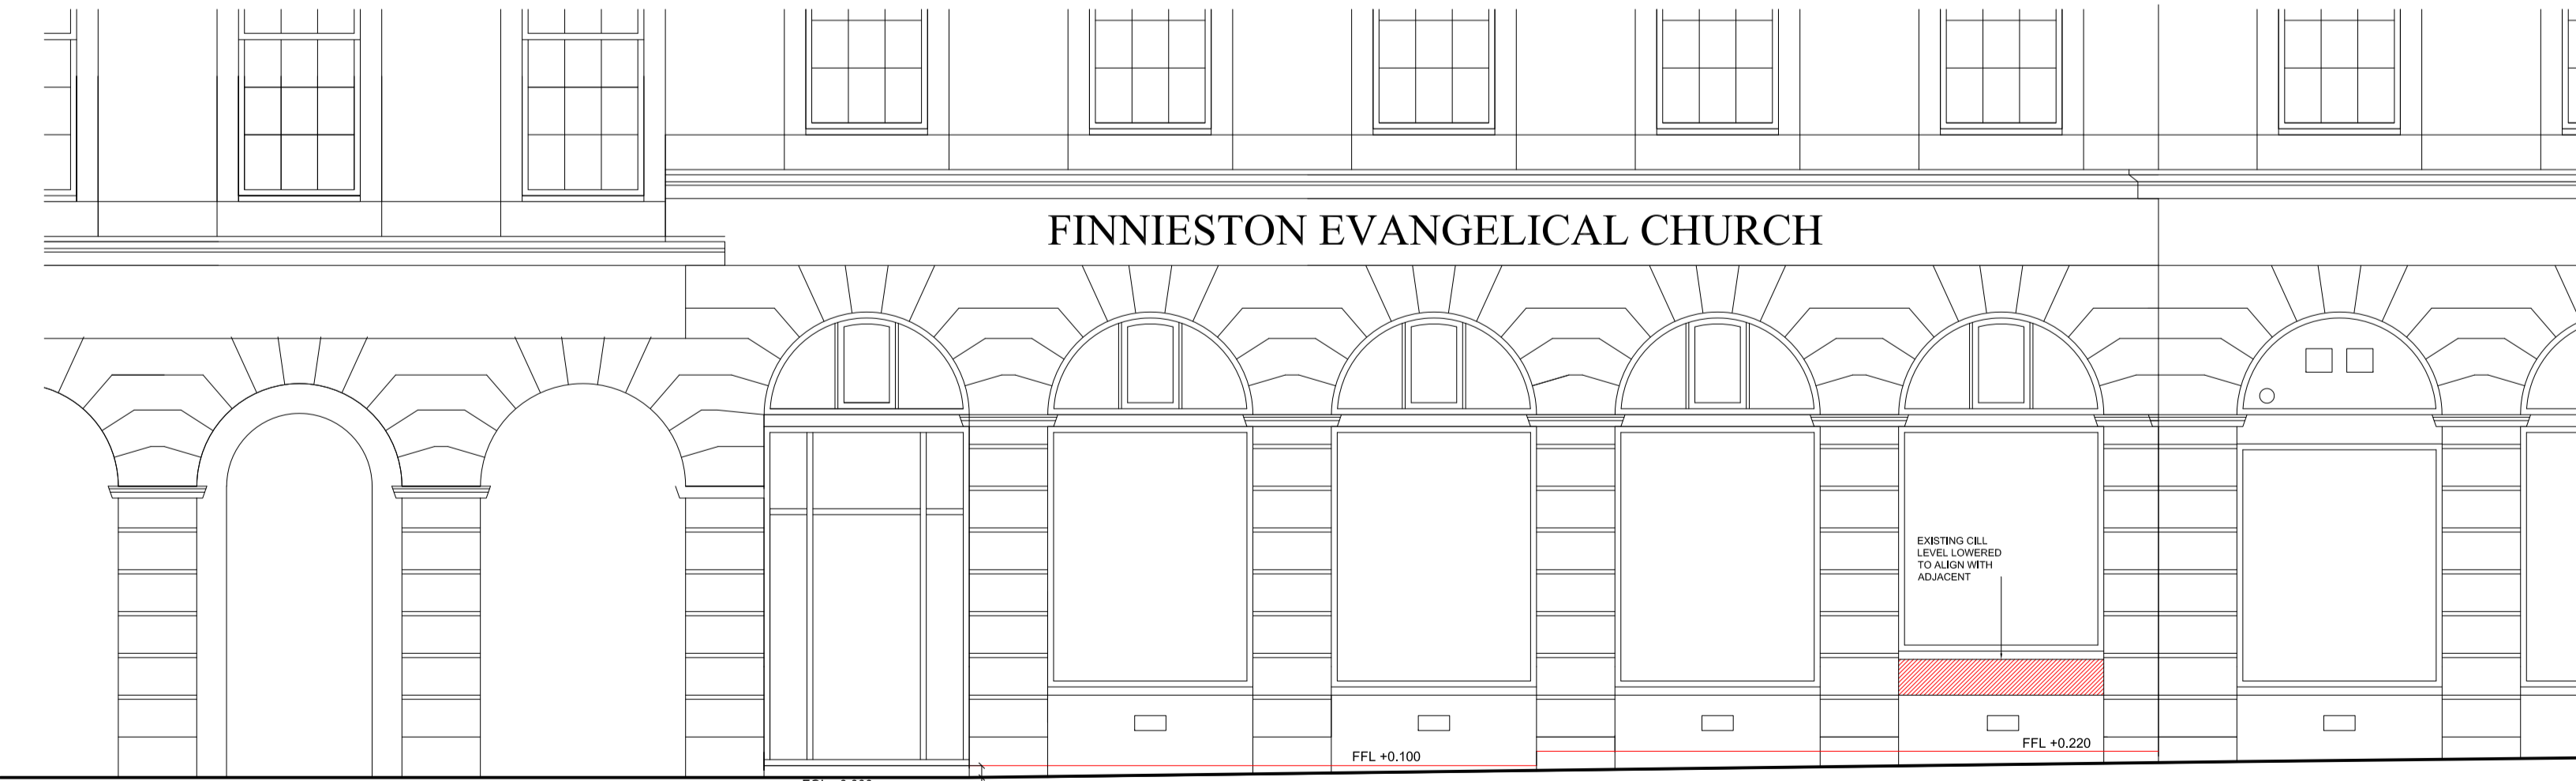 FINNIESTON EVANGELICAL CHURCH
EXISTING CILL
LEVEL LOWERED
TO ALIGN WITH
ADJACENT
FFL +0.220
FFL +0.100